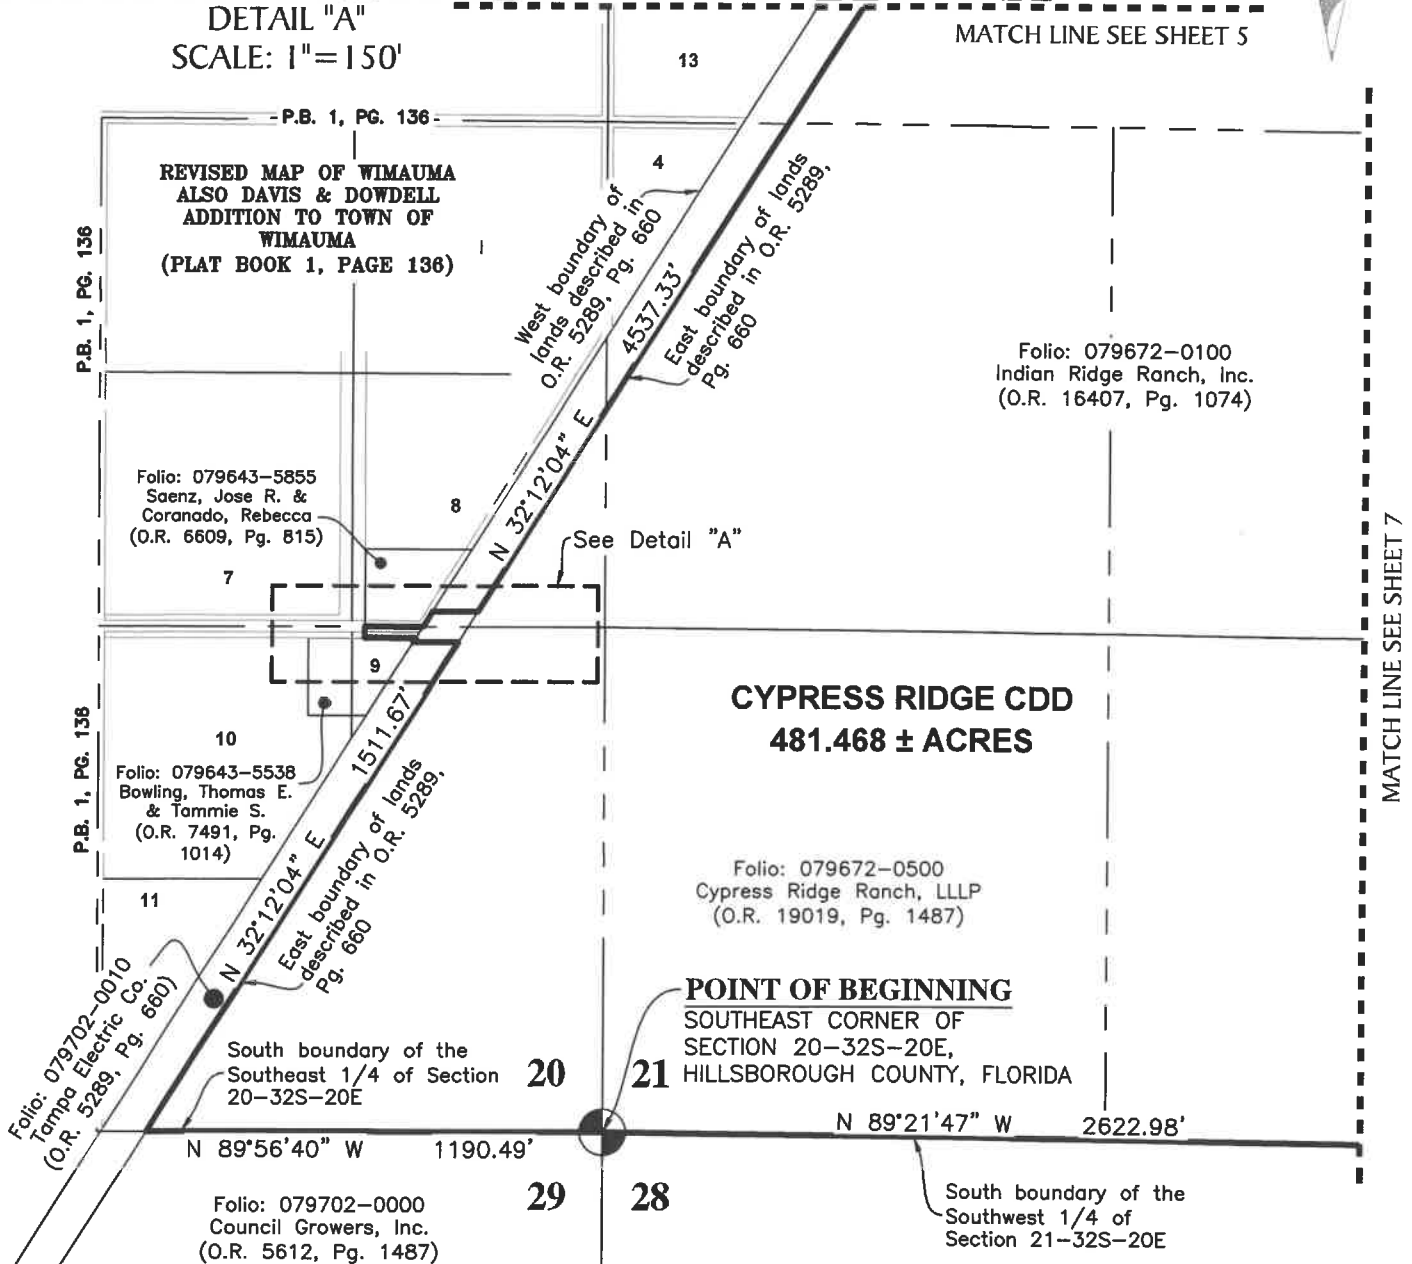 DETAIL "A"
SCALE: 1"=150'
MATCH LINE SEE SHEET 5
13
P.B. 1, PG. 136
REVISED MAP OF WIMAUMA
ALSO DAVIS & DOWDELL
ADDITION TO TOWN OF
WIMAUMA
(PLAT BOOK 1, PAGE 136)
P.B. 1, PG. 136
4
West boundary of
lands described in
O.R. 5289, Pg. 660
4537.33'
East boundary of lands
described in O.R. 5289,
Pg. 660
Folio: 079672-0100
Indian Ridge Ranch, Inc.
(O.R. 16407, Pg. 1074)
N 32°12'04" E
Folio: 079643-5855
Saenz, Jose R. &
Coranado, Rebecca
(O.R. 6609, Pg. 815)
8
See Detail "A"
7
MATCH LINE SEE SHEET 7
9
CYPRESS RIDGE CDD
481.468 ± ACRES
P.B. 1, PG. 136
10
1511.67'
Folio: 079643-5538
Bowling, Thomas E.
& Tammie S.
(O.R. 7491, Pg.
1014)
N 32°12'04" E
East boundary of lands
described in O.R. 5289,
Pg. 660
Folio: 079672-0500
Cypress Ridge Ranch, LLLP
(O.R. 19019, Pg. 1487)
11
Folio: 079702-0010
Tampa Electric Co.
(O.R. 5289, Pg. 660)
POINT OF BEGINNING
SOUTHEAST CORNER OF
SECTION 20-32S-20E,
HILLSBOROUGH COUNTY, FLORIDA
South boundary of the
Southeast 1/4 of Section
20-32S-20E
20
21
N 89°56'40" W 1190.49'
N 89°21'47" W 2622.98'
29
28
Folio: 079702-0000
Council Growers, Inc.
(O.R. 5612, Pg. 1487)
South boundary of the
Southwest 1/4 of
Section 21-32S-20E